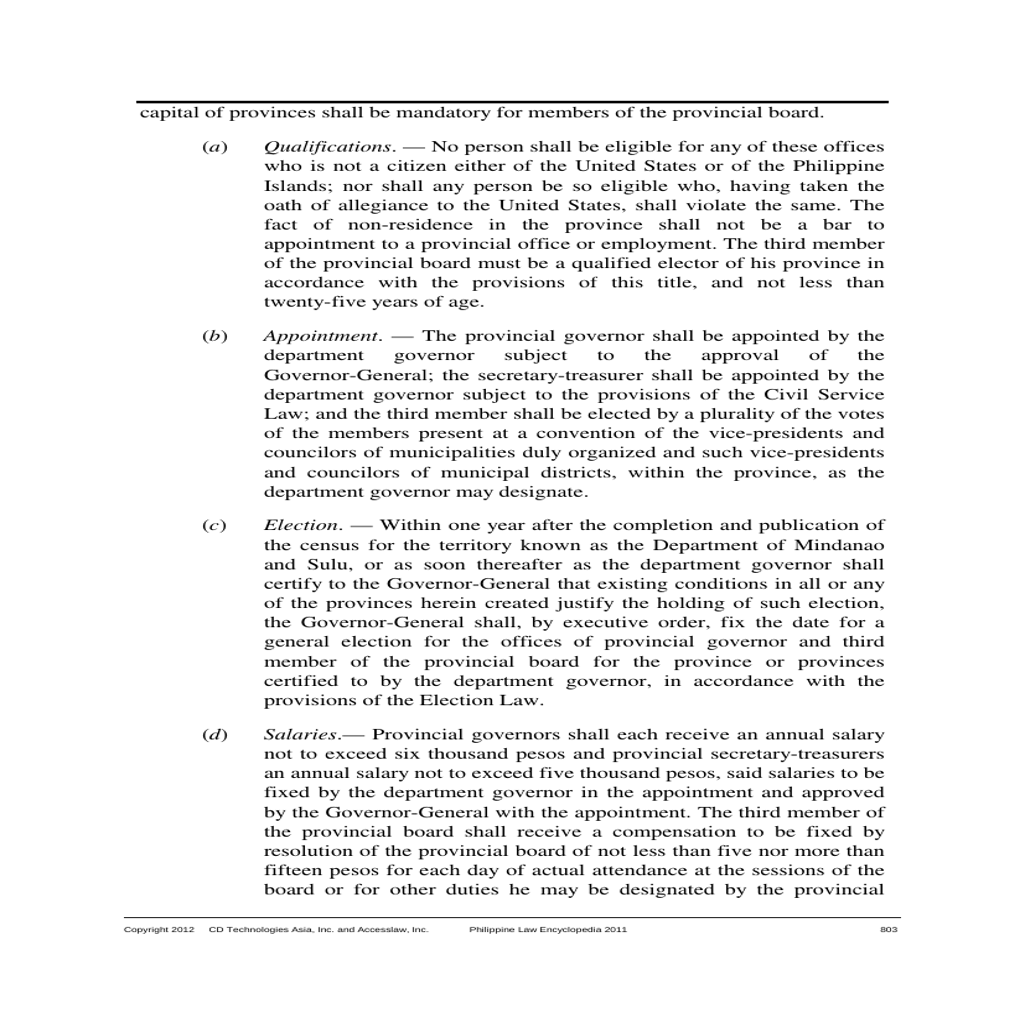 capital of provinces shall be mandatory for members of the provincial board.
(a) Qualifications. — No person shall be eligible for any of these offices
who is not a citizen either of the United States or of the Philippine
Islands; nor shall any person be so eligible who, having taken the
oath of allegiance to the United States, shall violate the same. The
fact of non-residence in the province shall not be a bar to
appointment to a provincial office or employment. The third member
of the provincial board must be a qualified elector of his province in
accordance with the provisions of this title, and not less than
twenty-five years of age.
(b) Appointment. — The provincial governor shall be appointed by the
department governor subject to the approval of the
Governor-General; the secretary-treasurer shall be appointed by the
department governor subject to the provisions of the Civil Service
Law; and the third member shall be elected by a plurality of the votes
of the members present at a convention of the vice-presidents and
councilors of municipalities duly organized and such vice-presidents
and councilors of municipal districts, within the province, as the
department governor may designate.
(c) Election. — Within one year after the completion and publication of
the census for the territory known as the Department of Mindanao
and Sulu, or as soon thereafter as the department governor shall
certify to the Governor-General that existing conditions in all or any
of the provinces herein created justify the holding of such election,
the Governor-General shall, by executive order, fix the date for a
general election for the offices of provincial governor and third
member of the provincial board for the province or provinces
certified to by the department governor, in accordance with the
provisions of the Election Law.
(d) Salaries.— Provincial governors shall each receive an annual salary
not to exceed six thousand pesos and provincial secretary-treasurers
an annual salary not to exceed five thousand pesos, said salaries to be
fixed by the department governor in the appointment and approved
by the Governor-General with the appointment. The third member of
the provincial board shall receive a compensation to be fixed by
resolution of the provincial board of not less than five nor more than
fifteen pesos for each day of actual attendance at the sessions of the
board or for other duties he may be designated by the provincial
Copyright 2012 CD Technologies Asia, Inc. and Accesslaw, Inc. Philippine Law Encyclopedia 2011 803